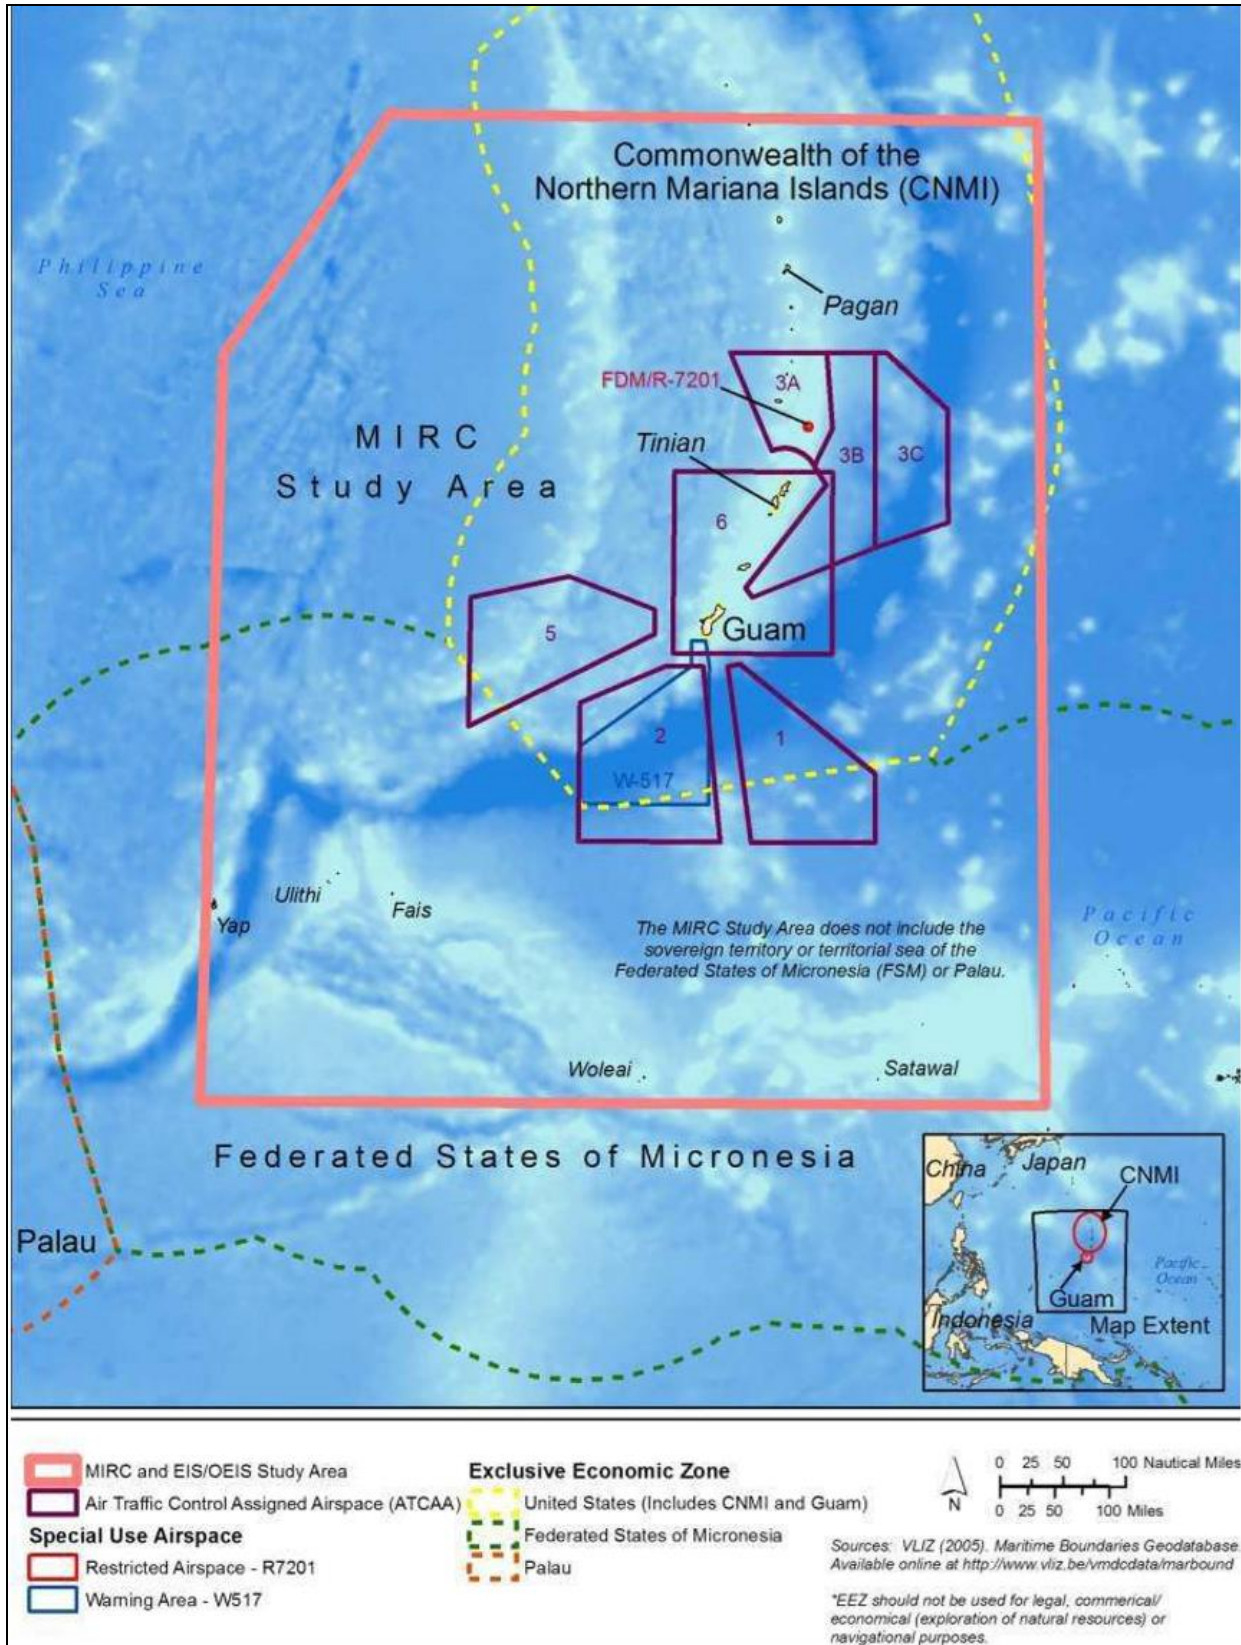 Commonwealth of the
Northern Mariana Islands (CNMI)
Philippine
Sea
Pagan
FDM/R-7201
3A
MIRC
Study Area
Tinian
3B
3C
6
5
Guam
2
1
W-517
Ulithi
Fais
Yap
The MIRC Study Area does not include the
sovereign territory or territorial sea of the
Federated States of Micronesia (FSM) or Palau.
Pacific
Ocean
Woleai
Satawal
Federated States of Micronesia
Palau
China
Japan
CNMI
Pacific
Ocean
Guam
Indonesia
Map Extent
MIRC and EIS/OEIS Study Area
Air Traffic Control Assigned Airspace (ATCAA)
Special Use Airspace
Restricted Airspace - R7201
Warning Area - W517
Exclusive Economic Zone
United States (Includes CNMI and Guam)
Federated States of Micronesia
Palau
N
0 25 50 100 Nautical Miles
0 25 50 100 Miles
Sources: VLIZ (2005). Maritime Boundaries Geodatabase.
Available online at http://www.vliz.be/vmdcdata/marbound
*EEZ should not be used for legal, commerical/
economical (exploration of natural resources) or
navigational purposes.